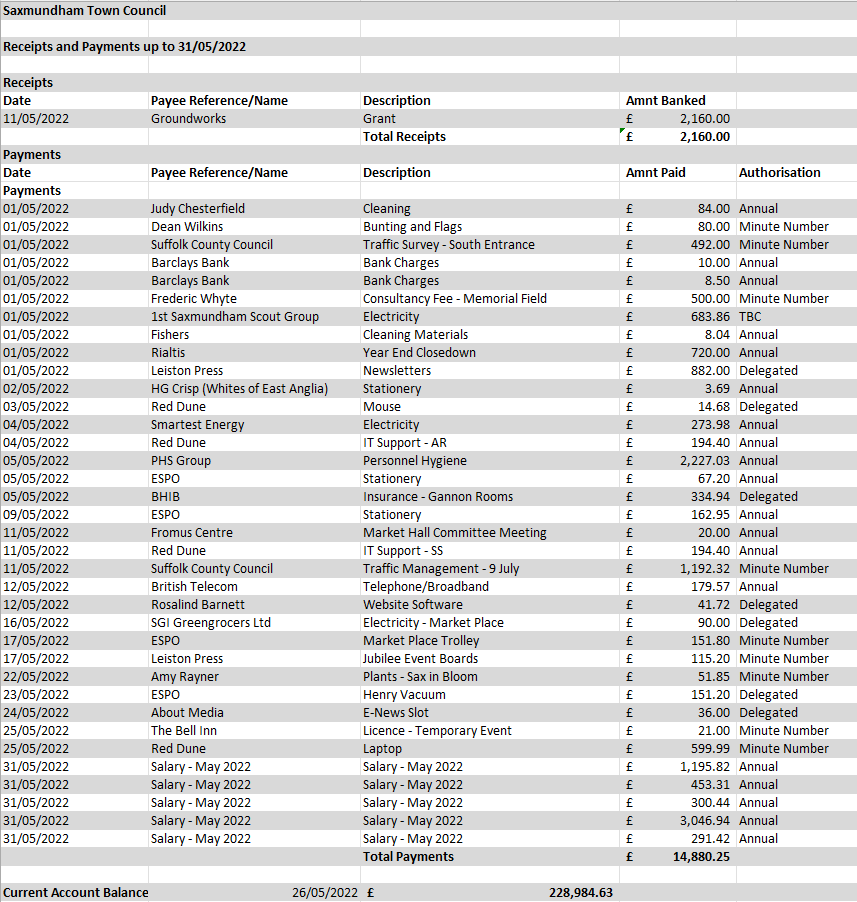 Saxmundham Town Council
Receipts and Payments up to 31/05/2022
Receipts
Date Payee Reference/Name Description Amnt Banked
11/05/2022 Groundworks Grant £ 2,160.00
Total Receipts £ 2,160.00
Payments
Date Payee Reference/Name Description Amnt Paid Authorisation
Payments
01/05/2022 Judy Chesterfield Cleaning £ 84.00 Annual
01/05/2022 Dean Wilkins Bunting and Flags £ 80.00 Minute Number
01/05/2022 Suffolk County Council Traffic Survey - South Entrance £ 492.00 Minute Number
01/05/2022 Barclays Bank Bank Charges £ 10.00 Annual
01/05/2022 Barclays Bank Bank Charges £ 8.50 Annual
01/05/2022 Frederic Whyte Consultancy Fee - Memorial Field £ 500.00 Minute Number
01/05/2022 1st Saxmundham Scout Group Electricity £ 683.86 TBC
01/05/2022 Fishers Cleaning Materials £ 8.04 Annual
01/05/2022 Rialtis Year End Closedown £ 720.00 Annual
01/05/2022 Leiston Press Newsletters £ 882.00 Delegated
02/05/2022 HG Crisp (Whites of East Anglia) Stationery £ 3.69 Annual
03/05/2022 Red Dune Mouse £ 14.68 Delegated
04/05/2022 Smartest Energy Electricity £ 273.98 Annual
04/05/2022 Red Dune IT Support - AR £ 194.40 Annual
05/05/2022 PHS Group Personnel Hygiene £ 2,227.03 Annual
05/05/2022 ESPO Stationery £ 67.20 Annual
05/05/2022 BHIB Insurance - Gannon Rooms £ 334.94 Delegated
09/05/2022 ESPO Stationery £ 162.95 Annual
11/05/2022 Fromus Centre Market Hall Committee Meeting £ 20.00 Annual
11/05/2022 Red Dune IT Support - SS £ 194.40 Annual
11/05/2022 Suffolk County Council Traffic Management - 9 July £ 1,192.32 Minute Number
12/05/2022 British Telecom Telephone/Broadband £ 179.57 Annual
12/05/2022 Rosalind Barnett Website Software £ 41.72 Delegated
16/05/2022 SGI Greengrocers Ltd Electricity - Market Place £ 90.00 Delegated
17/05/2022 ESPO Market Place Trolley £ 151.80 Minute Number
17/05/2022 Leiston Press Jubilee Event Boards £ 115.20 Minute Number
22/05/2022 Amy Rayner Plants - Sax in Bloom £ 51.85 Minute Number
23/05/2022 ESPO Henry Vacuum £ 151.20 Delegated
24/05/2022 About Media E-News Slot £ 36.00 Delegated
25/05/2022 The Bell Inn Licence - Temporary Event £ 21.00 Minute Number
25/05/2022 Red Dune Laptop £ 599.99 Minute Number
31/05/2022 Salary - May 2022 Salary - May 2022 £ 1,195.82 Annual
31/05/2022 Salary - May 2022 Salary - May 2022 £ 453.31 Annual
31/05/2022 Salary - May 2022 Salary - May 2022 £ 300.44 Annual
31/05/2022 Salary - May 2022 Salary - May 2022 £ 3,046.94 Annual
31/05/2022 Salary - May 2022 Salary - May 2022 £ 291.42 Annual
Total Payments £ 14,880.25
Current Account Balance 26/05/2022 £ 228,984.63